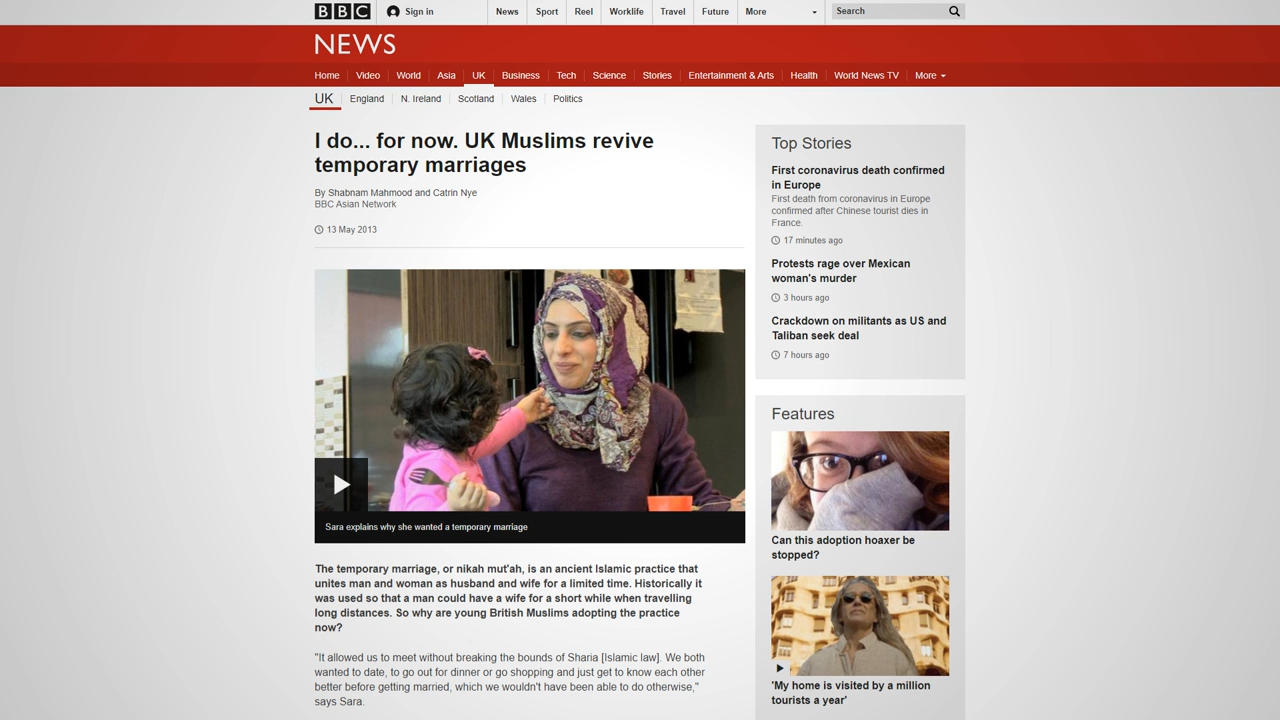 BBC Sign in News Sport Reel Worklife Travel Future More Search
NEWS
Home Video World Asia UK Business Tech Science Stories Entertainment & Arts Health World News TV More
UK England N. Ireland Scotland Wales Politics
I do... for now. UK Muslims revive
temporary marriages
By Shabnam Mahmood and Catrin Nye
BBC Asian Network
13 May 2013
Sara explains why she wanted a temporary marriage
The temporary marriage, or nikah mut'ah, is an ancient Islamic practice that
unites man and woman as husband and wife for a limited time. Historically it
was used so that a man could have a wife for a short while when travelling
long distances. So why are young British Muslims adopting the practice
now?
"It allowed us to meet without breaking the bounds of Sharia [Islamic law]. We both
wanted to date, to go out for dinner or go shopping and just get to know each other
better before getting married, which we wouldn't have been able to do otherwise,"
says Sara.
Top Stories
First coronavirus death confirmed
in Europe
First death from coronavirus in Europe
confirmed after Chinese tourist dies in
France.
17 minutes ago
Protests rage over Mexican
woman's murder
3 hours ago
Crackdown on militants as US and
Taliban seek deal
7 hours ago
Features
Can this adoption hoaxer be
stopped?
'My home is visited by a million
tourists a year'